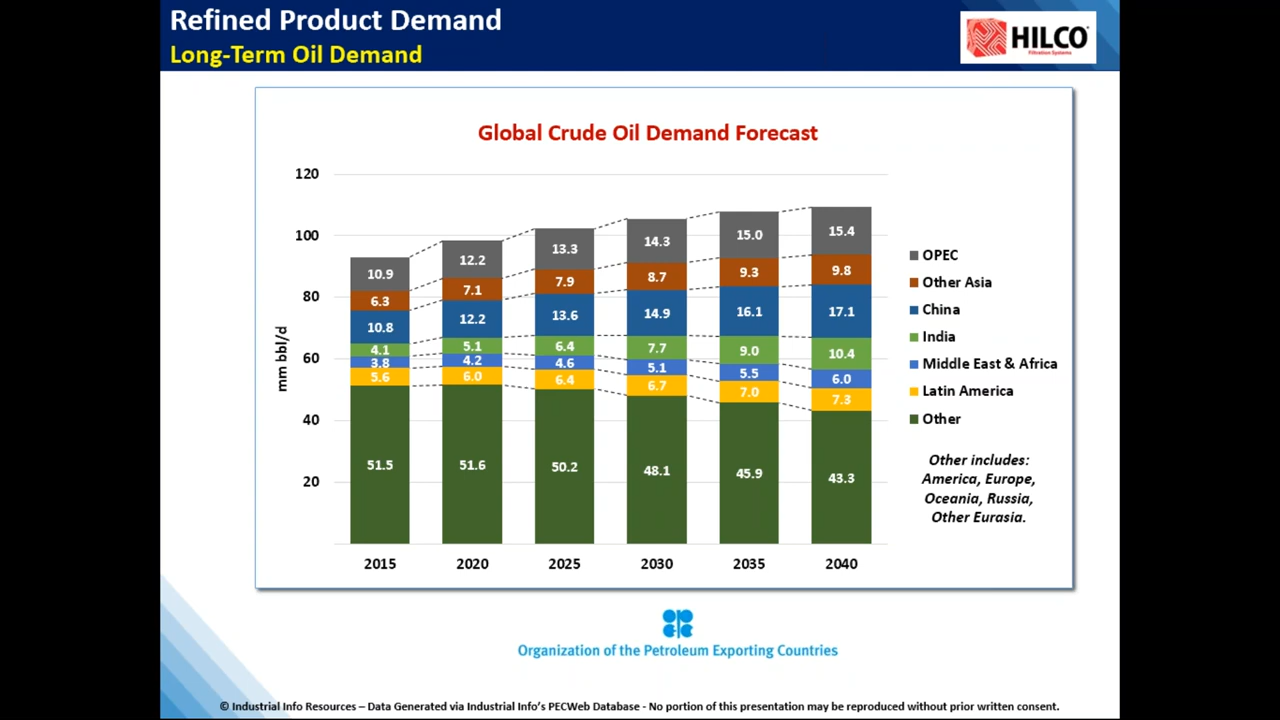 Refined Product Demand
Long-Term Oil Demand
HILCO
Filtration Systems
Global Crude Oil Demand Forecast
mm bbl/d
120
100
80
60
40
20
10.9 12.2 13.3 14.3 15.0 15.4
6.3 7.1 7.9 8.7 9.3 9.8
10.8 12.2 13.6 14.9 16.1 17.1
4.1 5.1 6.4 7.7 9.0 10.4
3.8 4.2 4.6 5.1 5.5 6.0
5.6 6.0 6.4 6.7 7.0 7.3
51.5 51.6 50.2 48.1 45.9 43.3
2015 2020 2025 2030 2035 2040
OPEC
Other Asia
China
India
Middle East & Africa
Latin America
Other
Other includes:
America, Europe,
Oceania, Russia,
Other Eurasia.
Organization of the Petroleum Exporting Countries
© Industrial Info Resources – Data Generated via Industrial Info's PECWeb Database - No portion of this presentation may be reproduced without prior written consent.